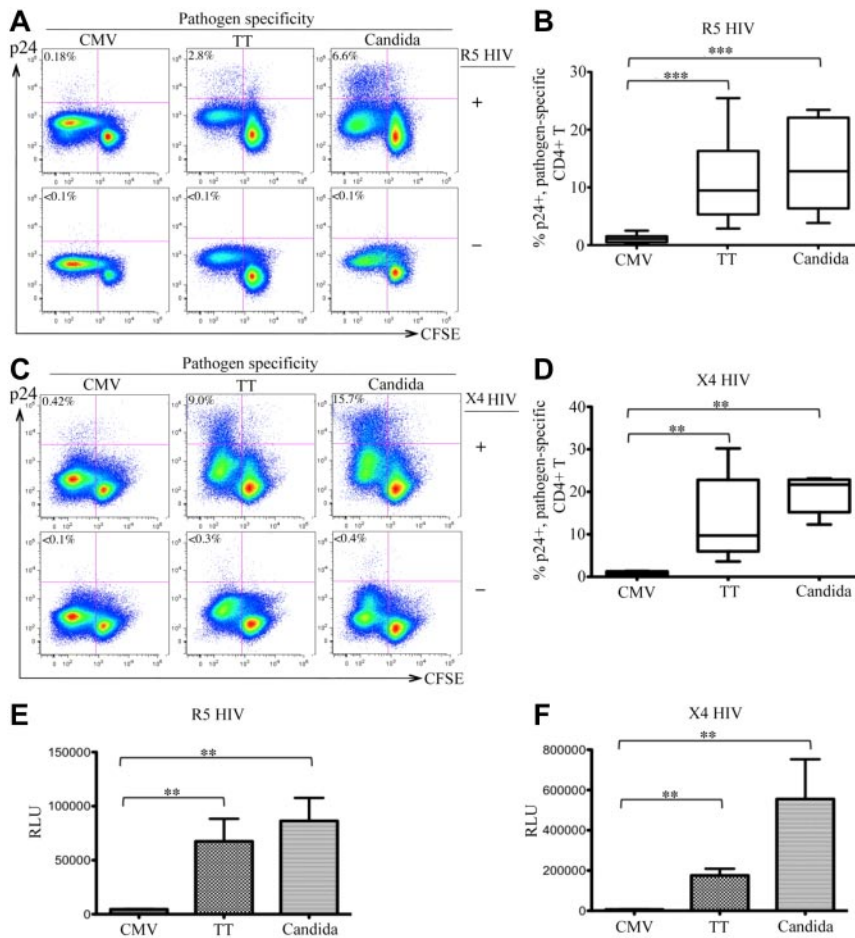 A
Pathogen specificity
CMV TT Candida
p24
R5 HIV
0.18% 2.8% 6.6%
+
<0.1% <0.1% <0.1%
−
CFSE
B
R5 HIV
***
***
% p24+, pathogen-specific
CD4+ T
30
20
10
0
CMV TT Candida
C
Pathogen specificity
CMV TT Candida
p24
X4 HIV
0.42% 9.0% 15.7%
+
<0.1% <0.3% <0.4%
−
CFSE
D
X4 HIV
**
**
% p24+, pathogen-specific
CD4+ T
40
30
20
10
0
CMV TT Candida
E
R5 HIV
150000
100000
50000
0
RLU
**
**
CMV TT Candida
F
X4 HIV
800000
600000
400000
200000
0
RLU
**
**
CMV TT Candida